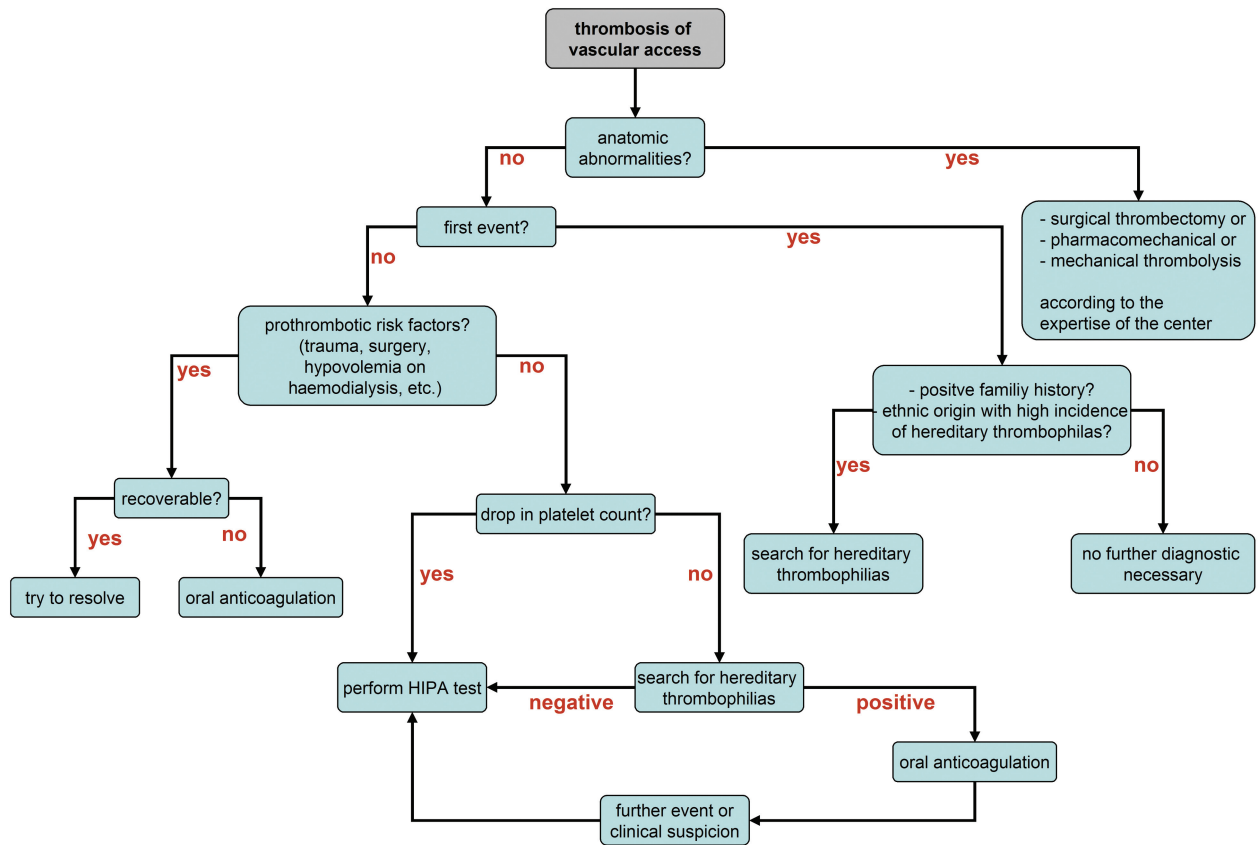 thrombosis of
vascular access
anatomic
abnormalities?
no
yes
first event?
- surgical thrombectomy or
- pharmacomechanical or
- mechanical thrombolysis
according to the
expertise of the center
no
yes
prothrombotic risk factors?
(trauma, surgery,
hypovolemia on
haemodialysis, etc.)
yes
no
- positve familiy history?
- ethnic origin with high incidence
of hereditary thrombophilas?
yes
no
recoverable?
yes
no
drop in platelet count?
yes
no
search for hereditary
thrombophilias
no further diagnostic
necessary
try to resolve
oral anticoagulation
perform HIPA test
search for hereditary
thrombophilias
negative
positive
oral anticoagulation
further event or
clinical suspicion